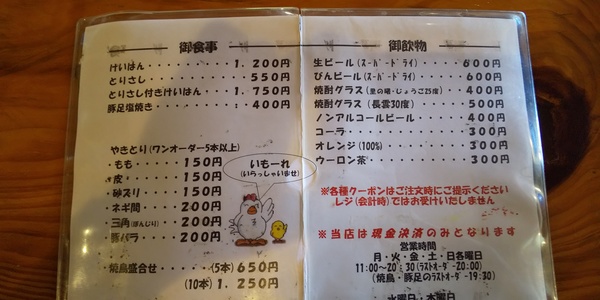 御食事
けいはん・・・・・・・・・1．200円
とりさし・・・・・・・・・・550円
とりさし付きけいはん・・・1．750円
豚足塩焼き・・・・・・・・・400円
やきとり(ワンオーダー5本以上)
・もも・・・・150円
・皮・・・・・150円
・砂ズリ・・・150円
・ネギ間・・・200円
・三角(ぼんじり)・・200円
・豚バラ・・・200円
・焼鳥盛合せ・・・・(5本)650円
(10本)1．250円
いもーれ
(いらっしゃいませ)
御飲物
生ビール(スーパードライ)・・・・600円
びんビール(スーパードライ)・・・600円
焼酎グラス(里の曙・じょうご25度)・・400円
焼酎グラス(長雲30度)・・・・500円
ノンアルコールビール・・・・400円
コーラ・・・・・・・・・・・300円
オレンジ(100%)・・・・・・・300円
ウーロン茶・・・・・・・・・300円
※各種クーポンはご注文時にご提示ください
レジ(会計時)ではお受けいたしません
※当店は現金決済のみとなります
営業時間
月・火・金・土・日各曜日
11:00～20:30(ラストオーダー20:00)
(焼鳥・豚足のラストオーダー19:30)
水曜日・木曜日